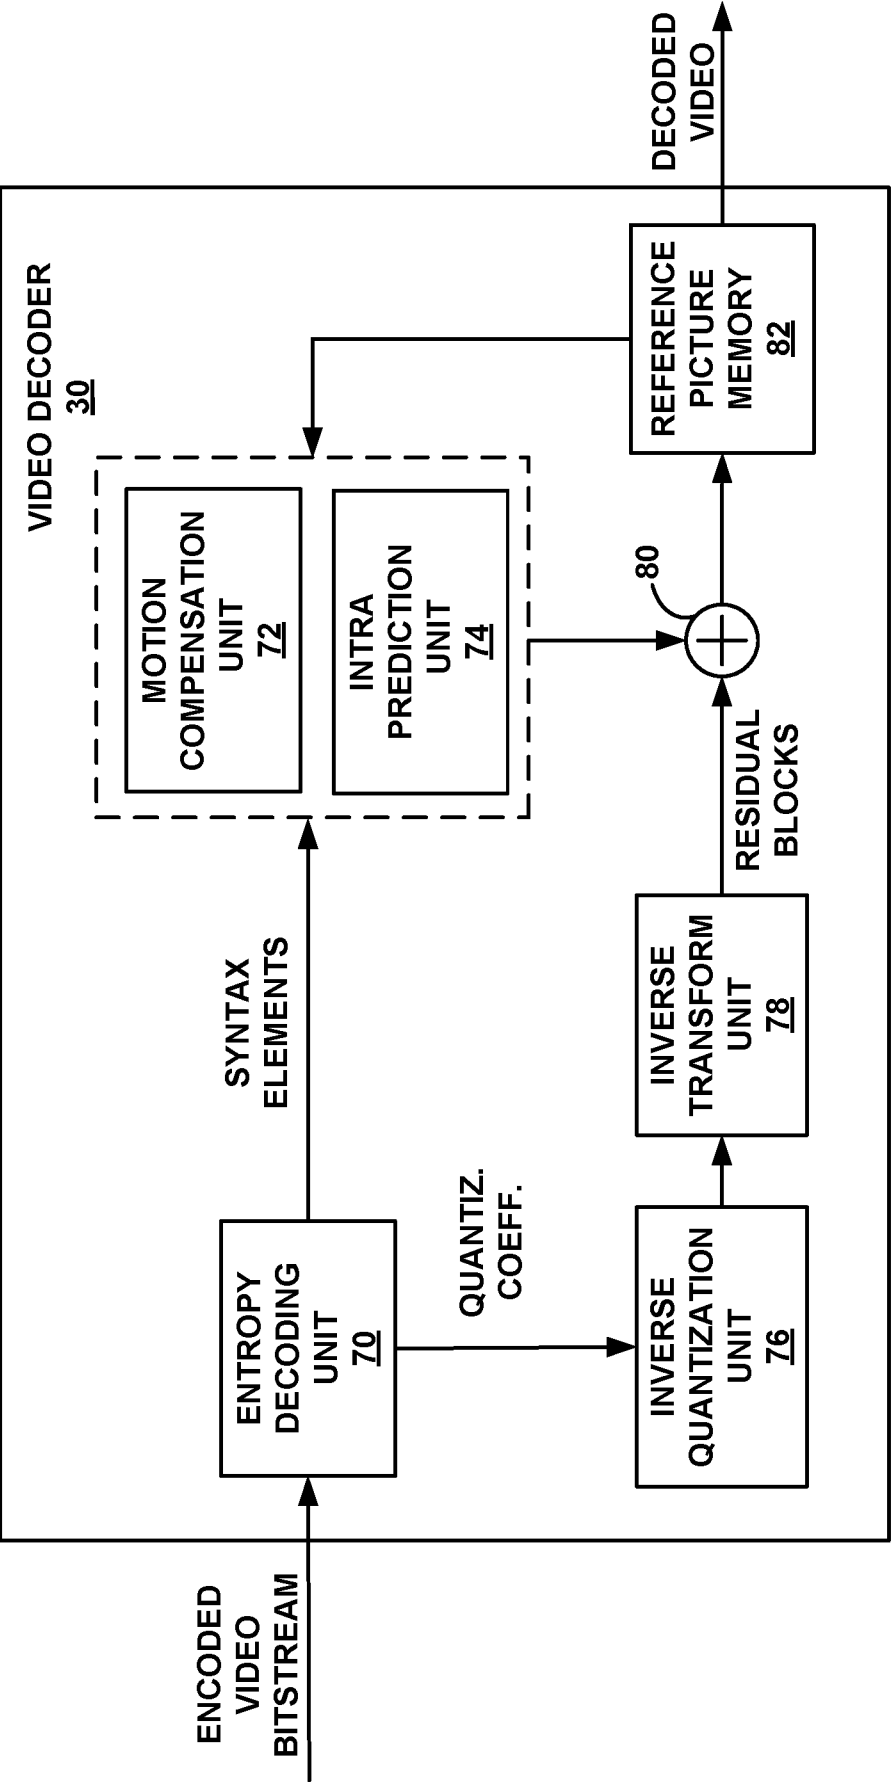 VIDEO DECODER
30
ENCODED
VIDEO
BITSTREAM
ENTROPY
DECODING
UNIT
70
SYNTAX
ELEMENTS
MOTION
COMPENSATION
UNIT
72
INTRA
PREDICTION
UNIT
74
QUANTIZ.
COEFF.
INVERSE
QUANTIZATION
UNIT
76
INVERSE
TRANSFORM
UNIT
78
RESIDUAL
BLOCKS
80
REFERENCE
PICTURE
MEMORY
82
DECODED
VIDEO